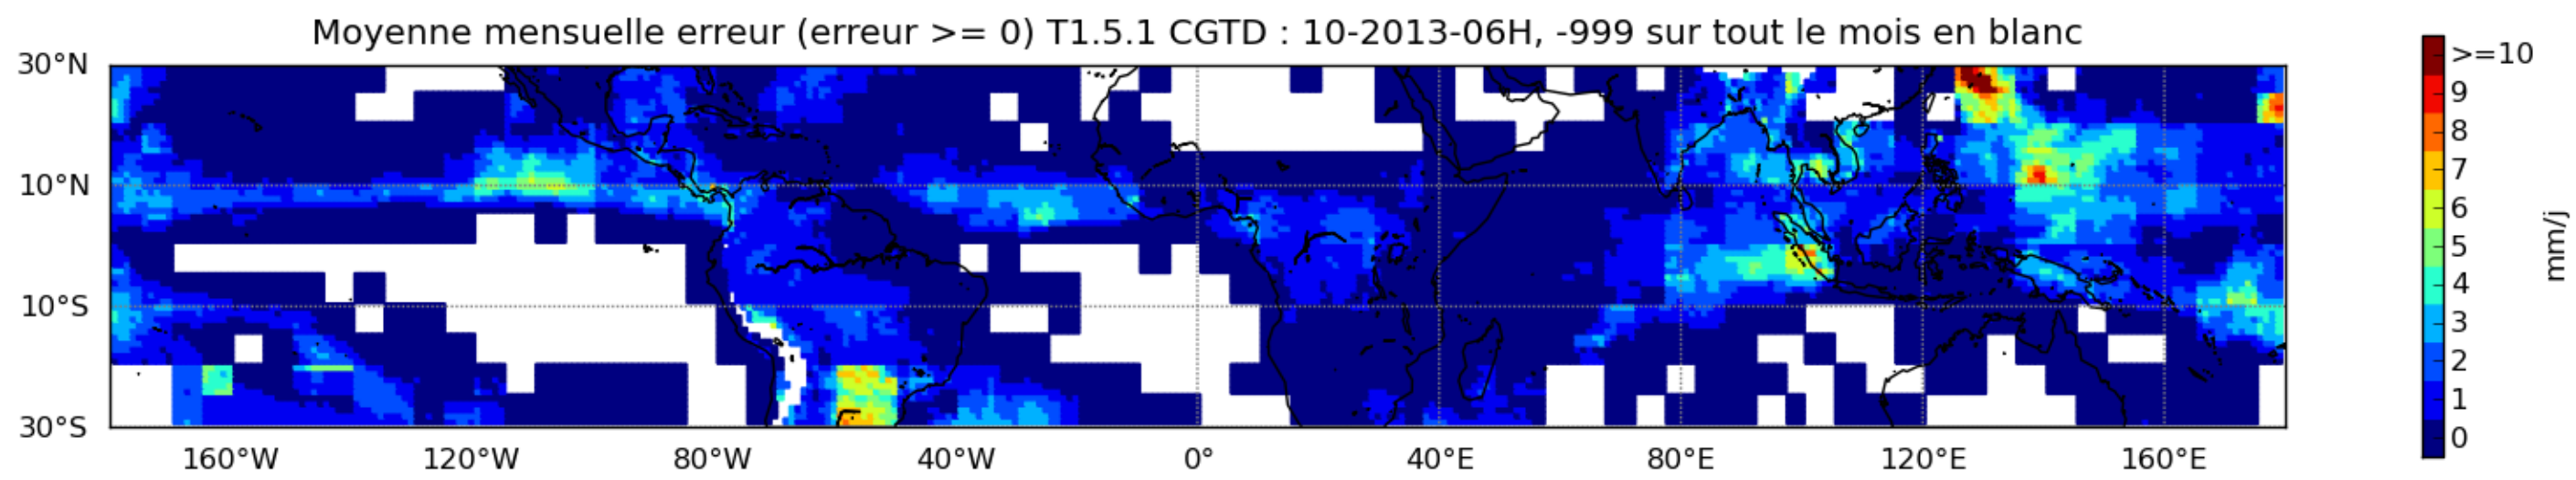 Moyenne mensuelle erreur (erreur >= 0) T1.5.1 CGTD : 10-2013-06H, -999 sur tout le mois en blanc
30°N
10°N
10°S
30°S
160°W 120°W 80°W 40°W 0° 40°E 80°E 120°E 160°E
>=10
9
8
7
6
5
4
3
2
1
0
mm/j